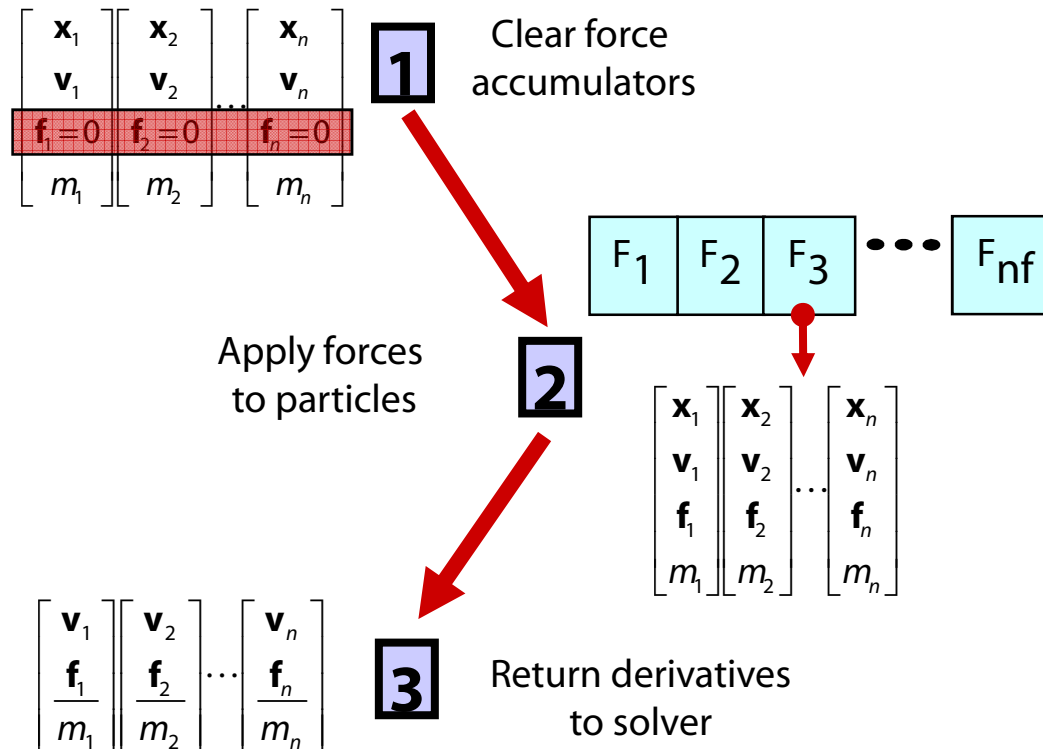 x₁ x₂ xₙ
v₁ v₂ ... vₙ
f₁ = 0 f₂ = 0 fₙ = 0
m₁ m₂ mₙ
1
Clear force
accumulators
F₁ F₂ F₃ ••• F_nf
Apply forces
to particles
2
x₁ x₂ xₙ
v₁ v₂ ... vₙ
f₁ f₂ fₙ
m₁ m₂ mₙ
v₁ v₂ vₙ
f₁ f₂ ... fₙ
m₁ m₂ mₙ
3
Return derivatives
to solver